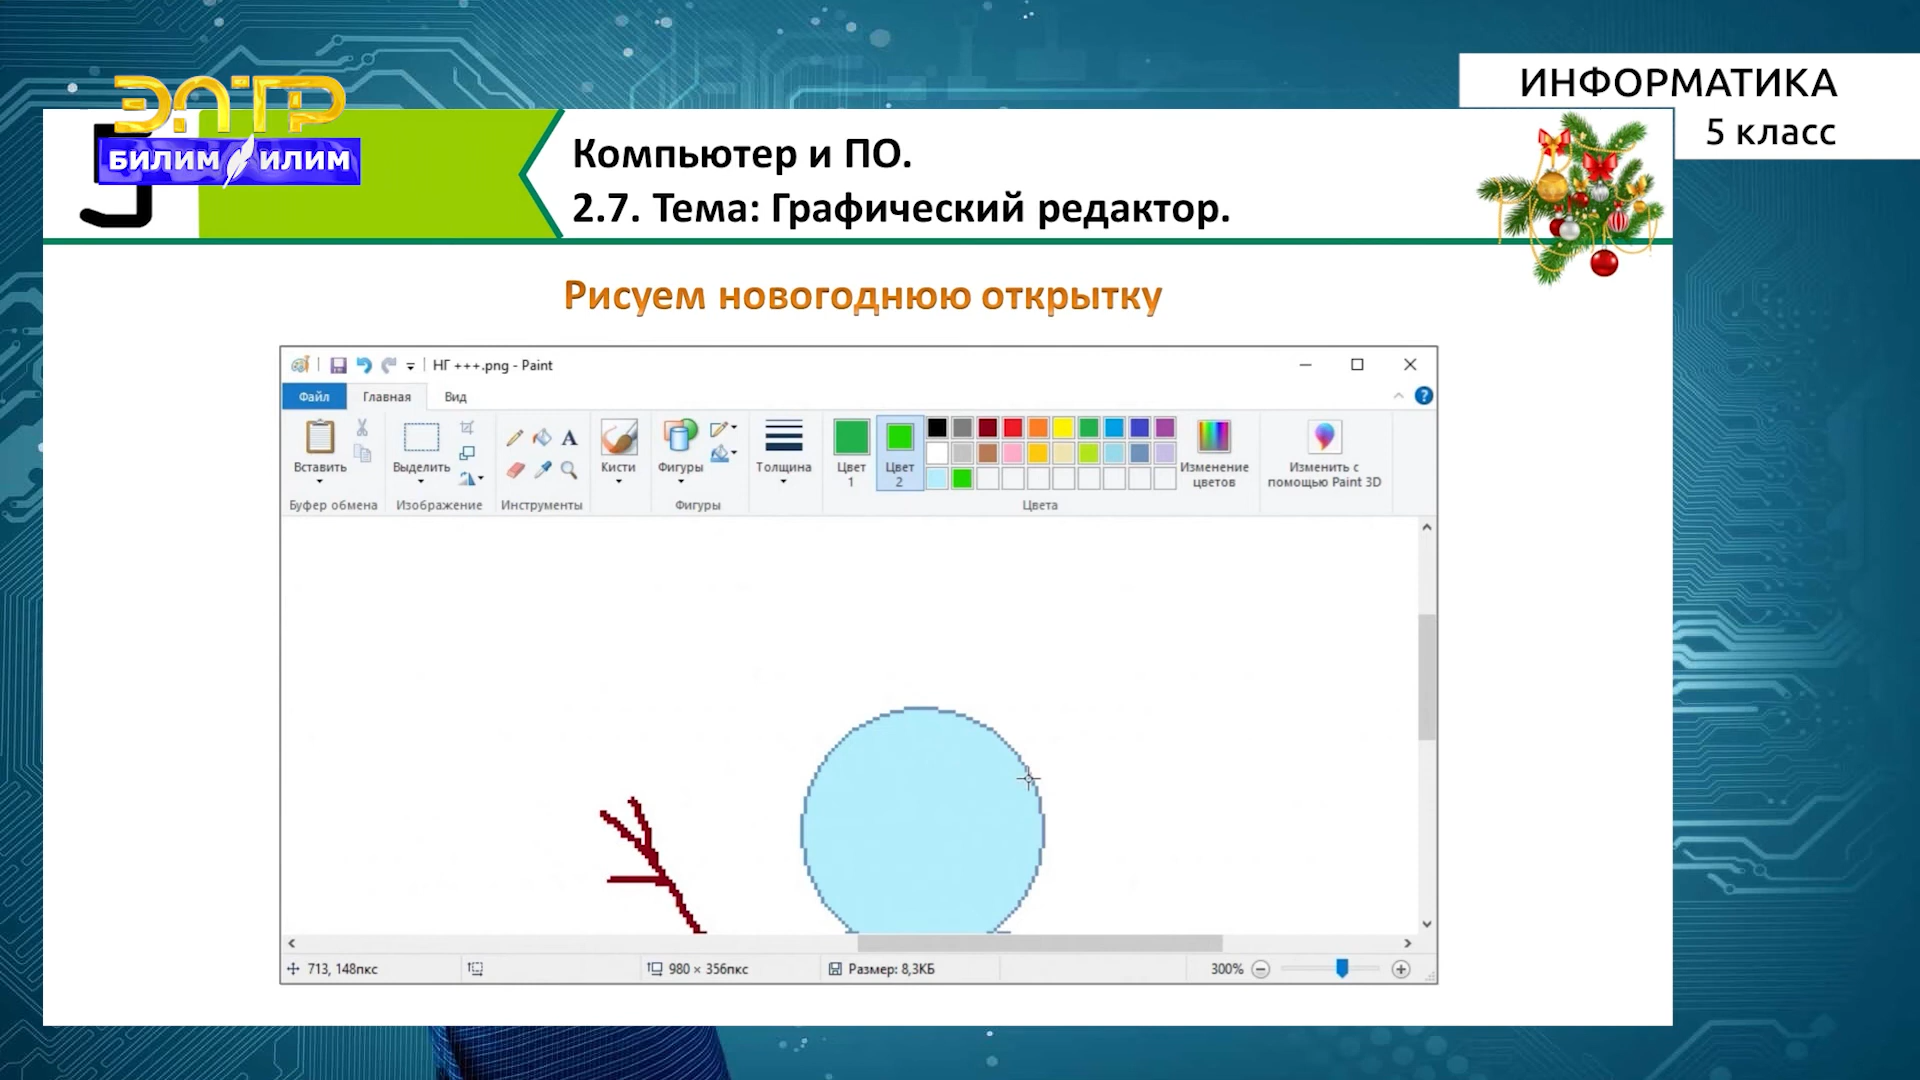 ИНФОРМАТИКА
5 класс
ЭЛТР
БИЛИМ ИЛИМ
5
Компьютер и ПО.
2.7. Тема: Графический редактор.
Рисуем новогоднюю открытку
НГ +++.png - Paint
Файл Главная Вид
Вставить
Выделить
A
Кисти
Фигуры
Толщина
Цвет 1
Цвет 2
Изменение цветов
Изменить с помощью Paint 3D
Буфер обмена Изображение Инструменты Фигуры Цвета
713, 148пкс
980 × 356пкс
Размер: 8,3КБ
300%